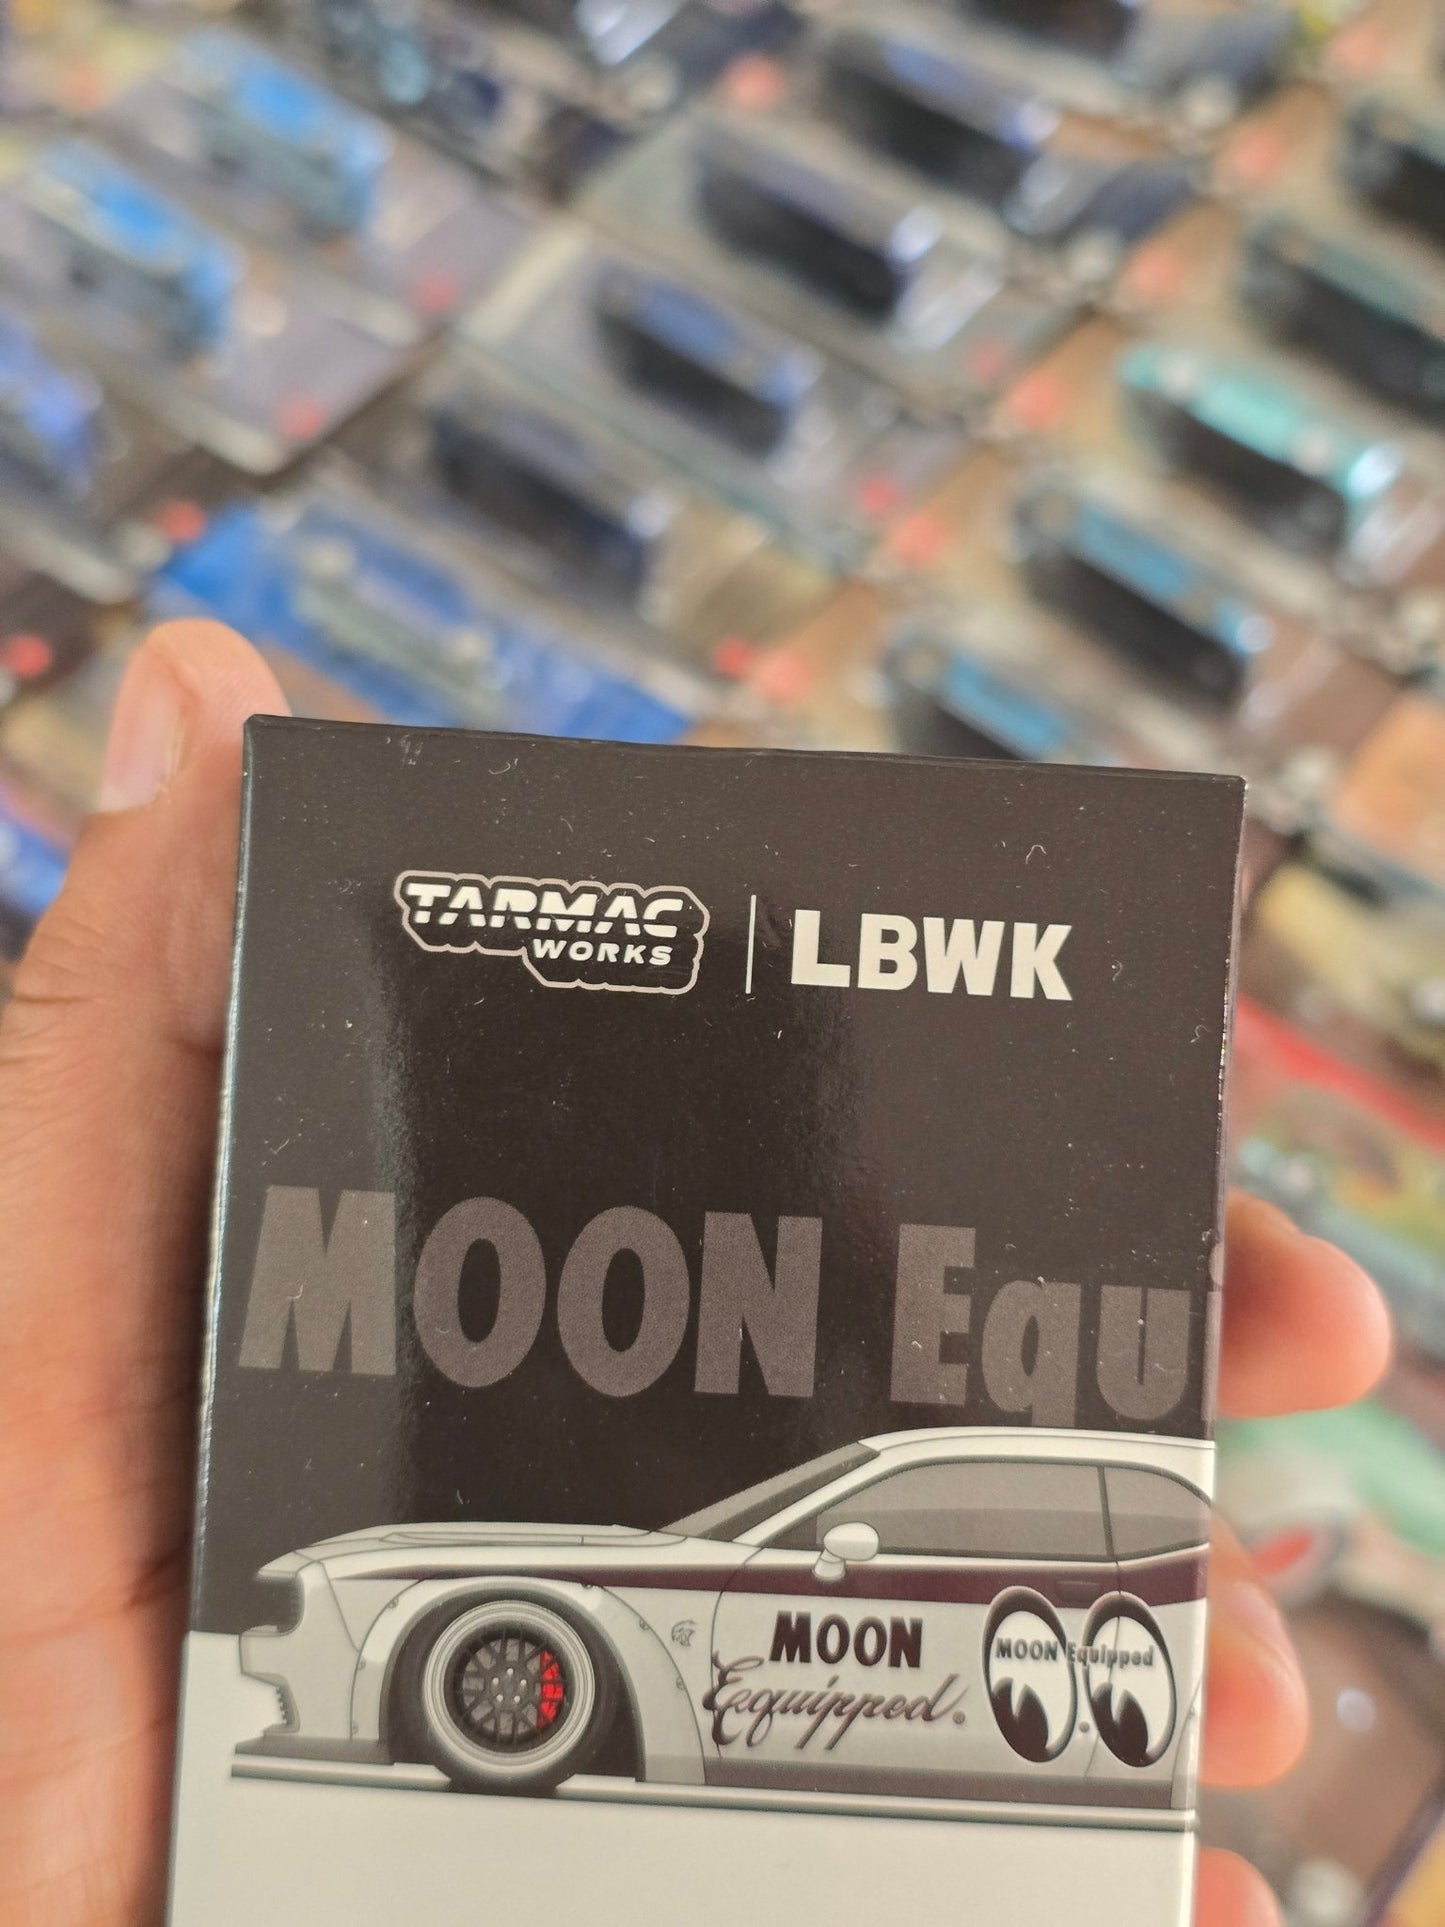 TARMAC
WORKS
LBWK
MOON Equi
MOON
Equipped.®
MOON Equipped